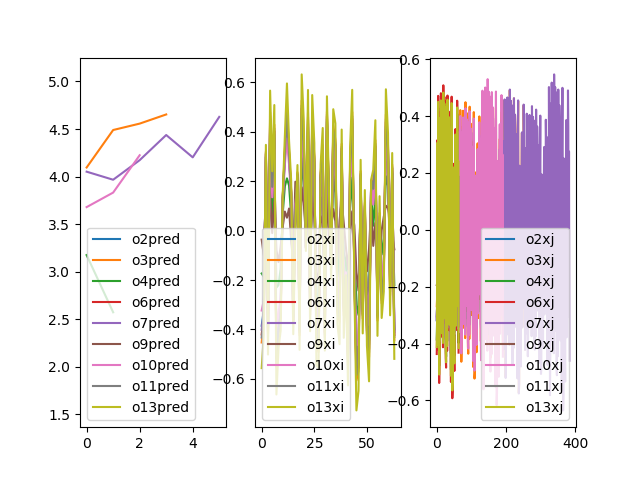 5.0
4.5
4.0
3.5
3.0
2.5
2.0
1.5
0
2
4
o2pred
o3pred
o4pred
o6pred
o7pred
o9pred
o10pred
o11pred
o13pred
0.6
0.4
0.2
0.0
−0.2
−0.4
−0.6
0
25
50
o2xi
o3xi
o4xi
o6xi
o7xi
o9xi
o10xi
o11xi
o13xi
0.6
0.4
0.2
0.0
−0.2
−0.4
−0.6
0
200
400
o2xj
o3xj
o4xj
o6xj
o7xj
o9xj
o10xj
o11xj
o13xj